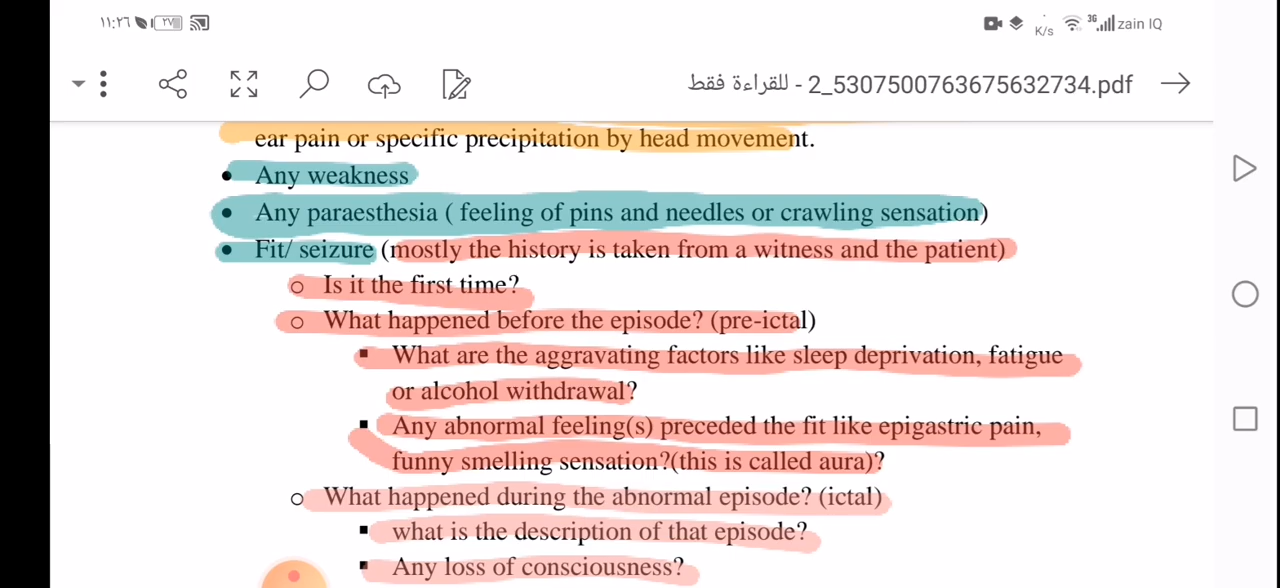 ١١:٢٦ ٢٧ K/s 3G zain IQ
2_5307500763675632734.pdf - للقراءة فقط
ear pain or specific precipitation by head movement.
• Any weakness
• Any paraesthesia ( feeling of pins and needles or crawling sensation)
• Fit/ seizure (mostly the history is taken from a witness and the patient)
o Is it the first time?
o What happened before the episode? (pre-ictal)
▪ What are the aggravating factors like sleep deprivation, fatigue
or alcohol withdrawal?
▪ Any abnormal feeling(s) preceded the fit like epigastric pain,
funny smelling sensation?(this is called aura)?
o What happened during the abnormal episode? (ictal)
▪ what is the description of that episode?
▪ Any loss of consciousness?